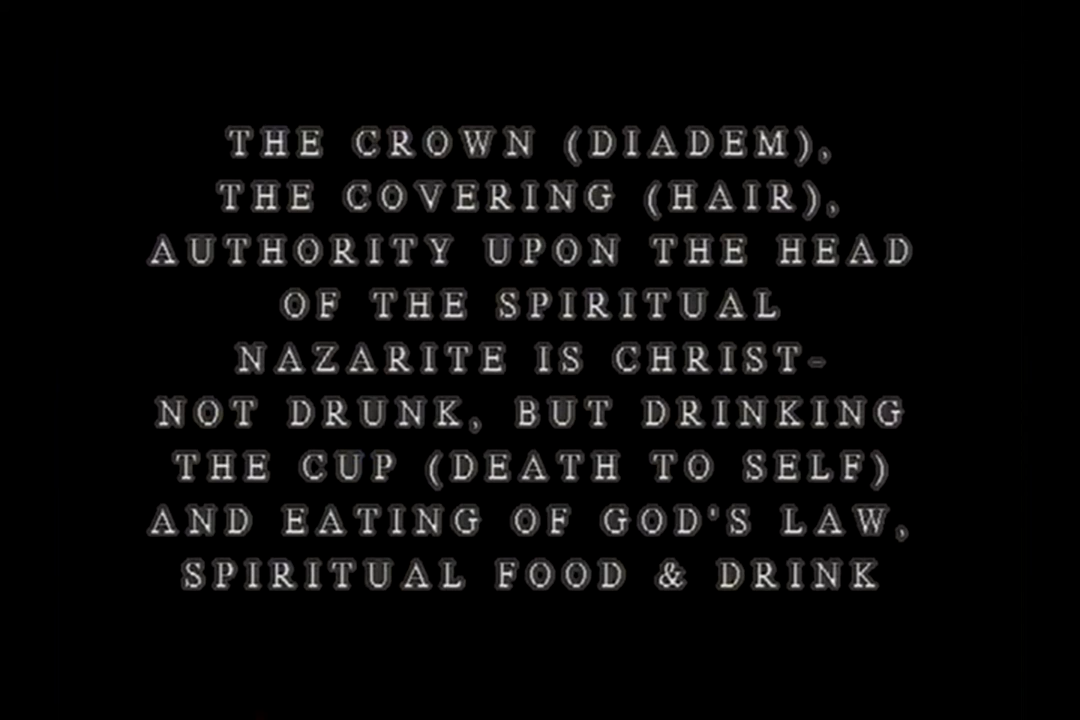 THE CROWN (DIADEM),
THE COVERING (HAIR),
AUTHORITY UPON THE HEAD
OF THE SPIRITUAL
NAZARITE IS CHRIST-
NOT DRUNK, BUT DRINKING
THE CUP (DEATH TO SELF)
AND EATING OF GOD'S LAW,
SPIRITUAL FOOD & DRINK